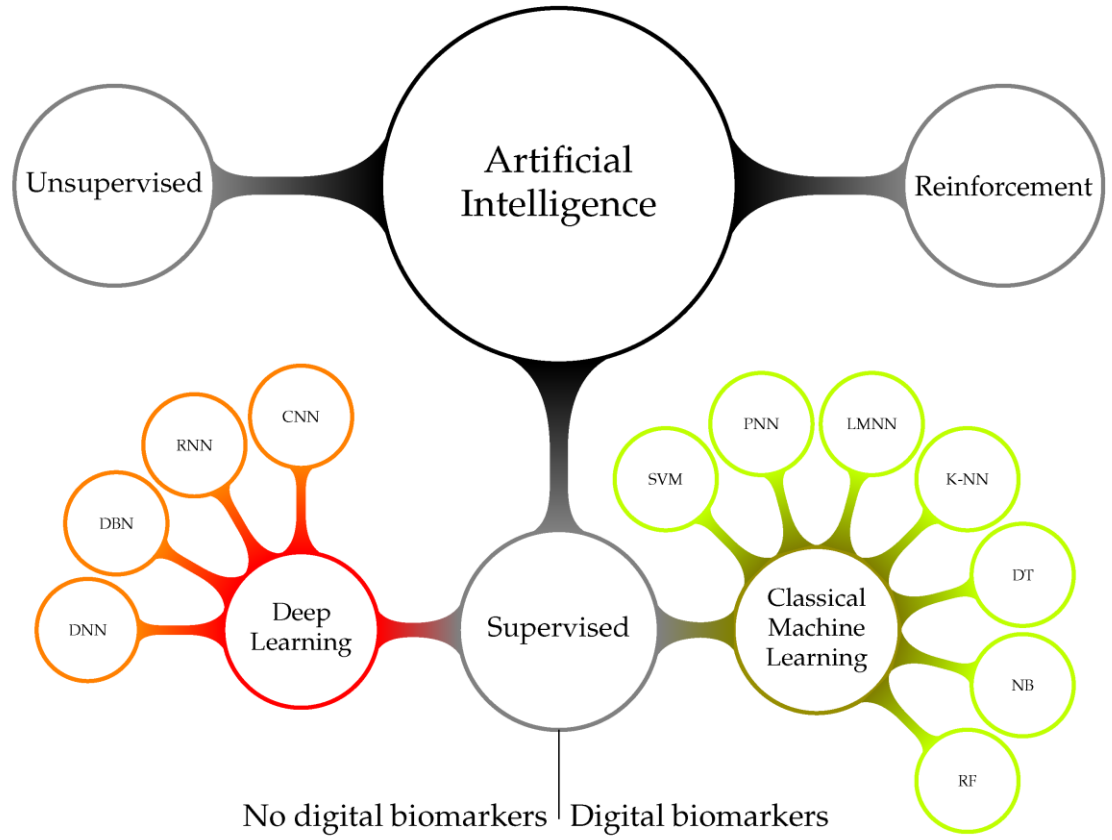 Artificial
Intelligence
Unsupervised
Reinforcement
CNN
RNN
DBN
DNN
Deep
Learning
Supervised
Classical
Machine
Learning
SVM
PNN
LMNN
K-NN
DT
NB
RF
No digital biomarkers
Digital biomarkers